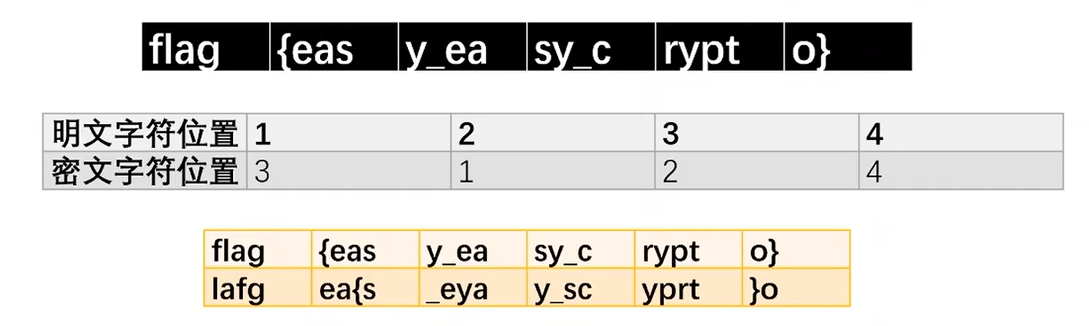 flag {eas y_ea sy_c rypt o}
明文字符位置 1 2 3 4
密文字符位置 3 1 2 4
flag {eas y_ea sy_c rypt o}
lafg ea{s _eya y_sc yprt }o